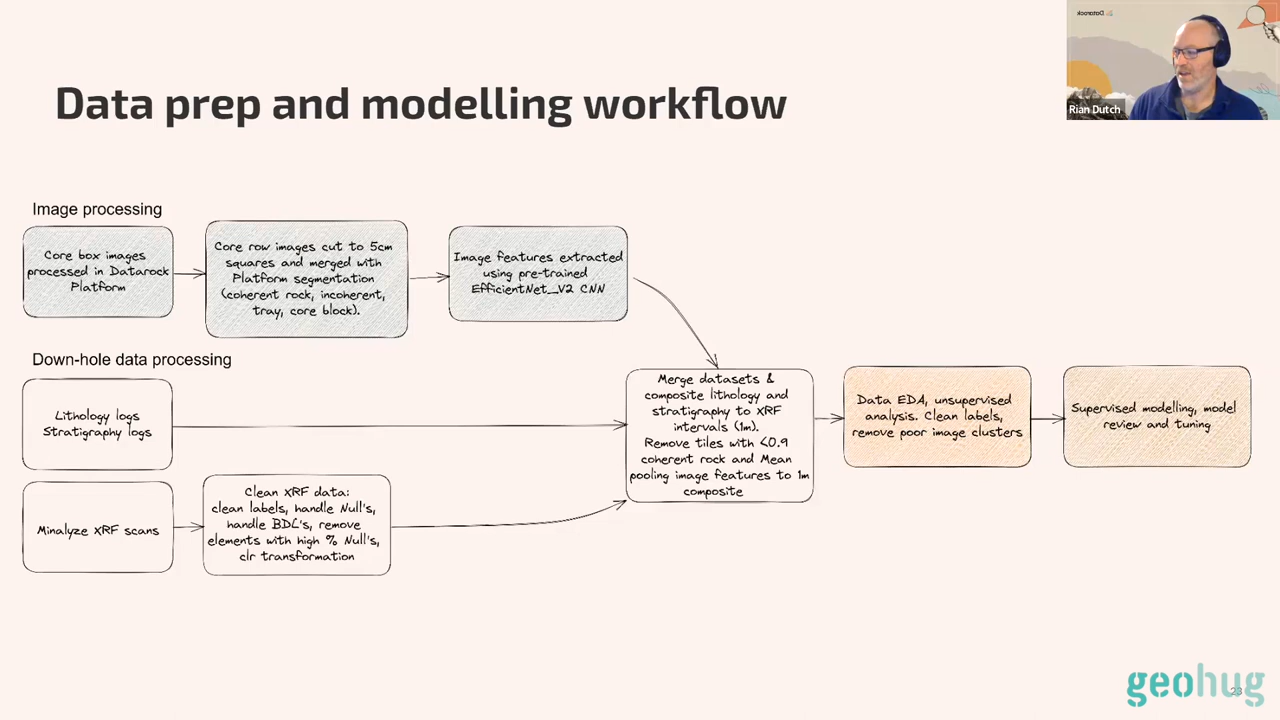 Datarock
Rian Dutch
Data prep and modelling workflow
Image processing
Core box images
processed in Datarock
Platform
Core row images cut to 5cm
squares and merged with
Platform segmentation
(coherent rock, incoherent,
tray, core block).
Image features extracted
using pre-trained
EfficientNet_V2 CNN
Down-hole data processing
Lithology logs
Stratigraphy logs
Minalyze XRF scans
Clean XRF data:
clean labels, handle Null's,
handle BDL's, remove
elements with high % Null's,
clr transformation
Merge datasets &
composite lithology and
stratigraphy to XRF
intervals (1m).
Remove tiles with <0.9
coherent rock and Mean
pooling image features to 1m
composite
Data EDA, unsupervised
analysis. Clean labels,
remove poor image clusters
Supervised modelling, model
review and tuning
geohug
23